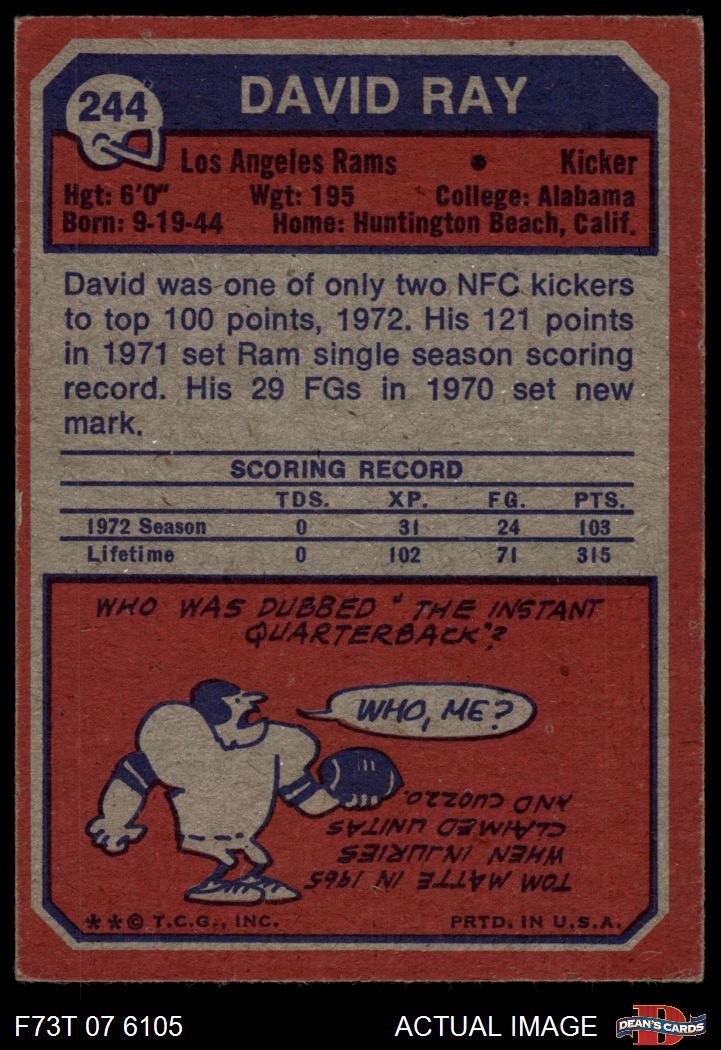 244
DAVID RAY
Los Angeles Rams • Kicker
Hgt: 6'0" Wgt: 195 College: Alabama
Born: 9-19-44 Home: Huntington Beach, Calif.
David was one of only two NFC kickers
to top 100 points, 1972. His 121 points
in 1971 set Ram single season scoring
record. His 29 FGs in 1970 set new
mark.
SCORING RECORD
TDS. XP. FG. PTS.
1972 Season 0 31 24 103
Lifetime 0 102 71 315
WHO WAS DUBBED "THE INSTANT
QUARTERBACK"?
WHO, ME?
TOM MATTE IN 1965
WHEN INJURIES
CLAIMED UNITAS
AND CUOZZO.
**© T.C.G., INC. PRTD. IN U.S.A.
F73T 07 6105 ACTUAL IMAGE
DEAN'S CARDS